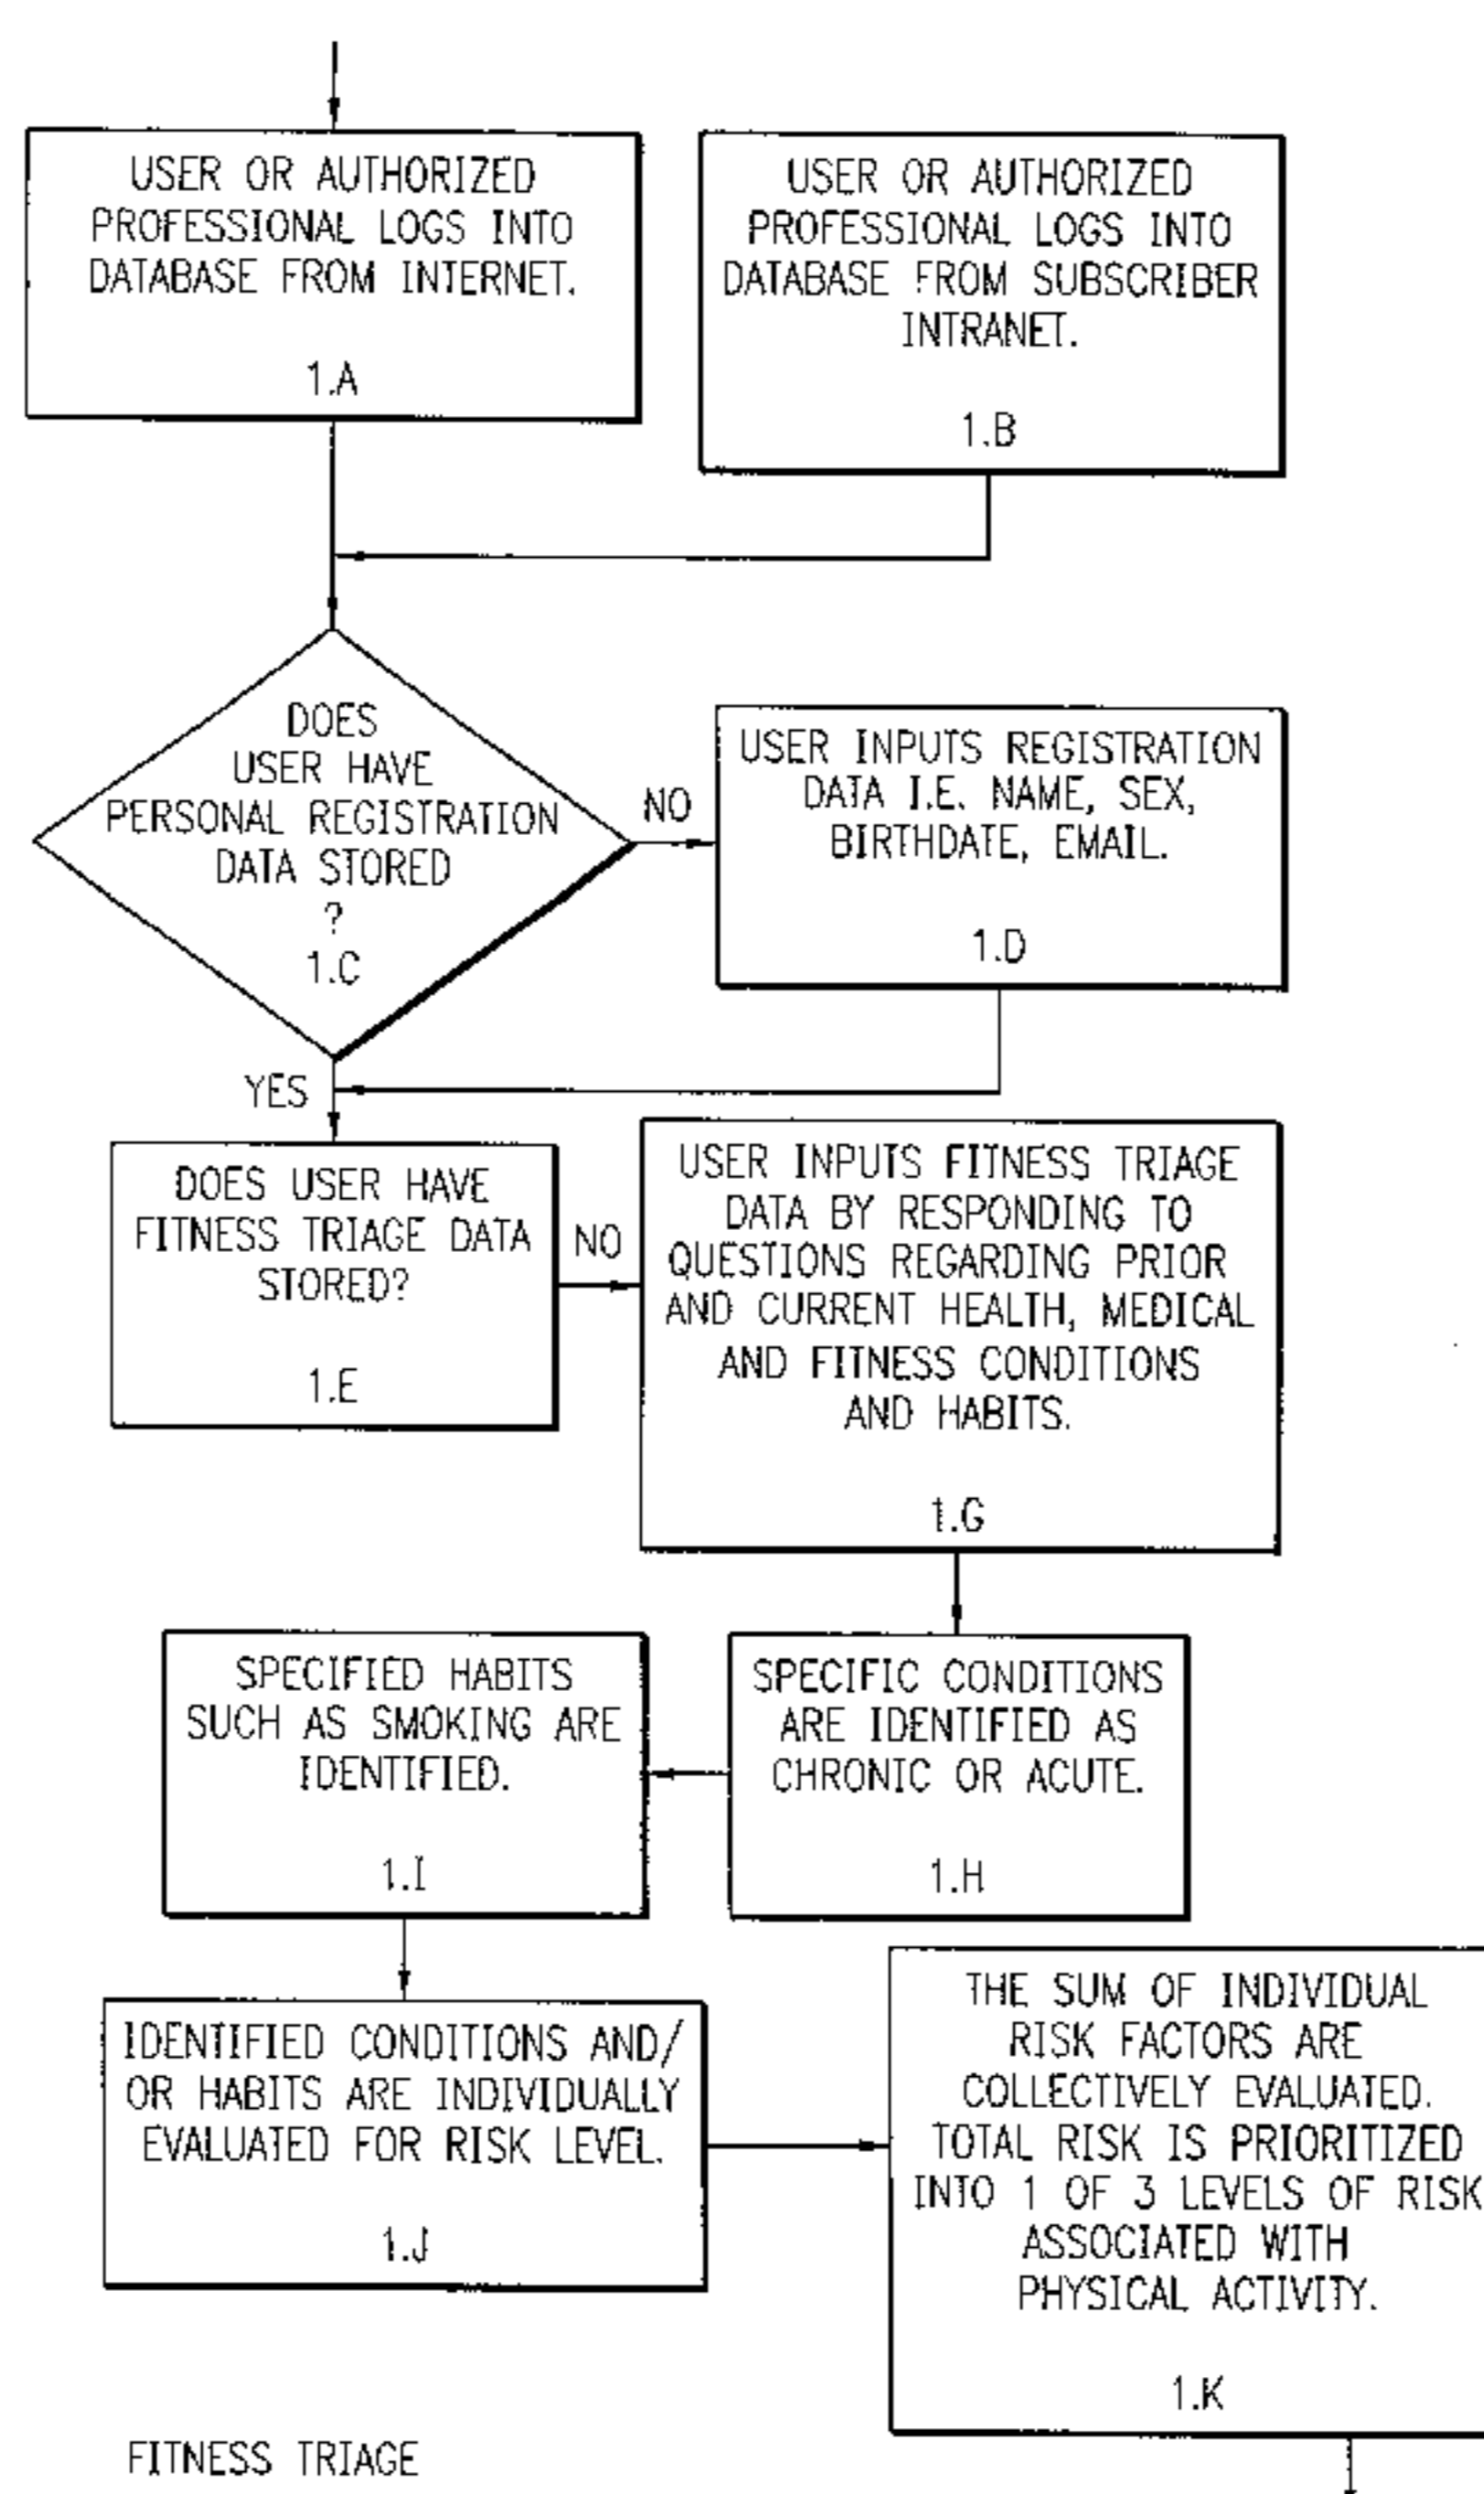 USER OR AUTHORIZED
PROFESSIONAL LOGS INTO
DATABASE FROM INTERNET.
1.A
USER OR AUTHORIZED
PROFESSIONAL LOGS INTO
DATABASE FROM SUBSCRIBER
INTRANET.
1.B
DOES
USER HAVE
PERSONAL REGISTRATION
DATA STORED
?
1.C
NO
USER INPUTS REGISTRATION
DATA I.E. NAME, SEX,
BIRTHDATE, EMAIL.
1.D
YES
DOES USER HAVE
FITNESS TRIAGE DATA
STORED?
1.E
NO
USER INPUTS FITNESS TRIAGE
DATA BY RESPONDING TO
QUESTIONS REGARDING PRIOR
AND CURRENT HEALTH, MEDICAL
AND FITNESS CONDITIONS
AND HABITS.
1.G
SPECIFIED HABITS
SUCH AS SMOKING ARE
IDENTIFIED.
1.I
SPECIFIC CONDITIONS
ARE IDENTIFIED AS
CHRONIC OR ACUTE.
1.H
IDENTIFIED CONDITIONS AND/
OR HABITS ARE INDIVIDUALLY
EVALUATED FOR RISK LEVEL.
1.J
THE SUM OF INDIVIDUAL
RISK FACTORS ARE
COLLECTIVELY EVALUATED.
TOTAL RISK IS PRIORITIZED
INTO 1 OF 3 LEVELS OF RISK
ASSOCIATED WITH
PHYSICAL ACTIVITY.
1.K
FITNESS TRIAGE